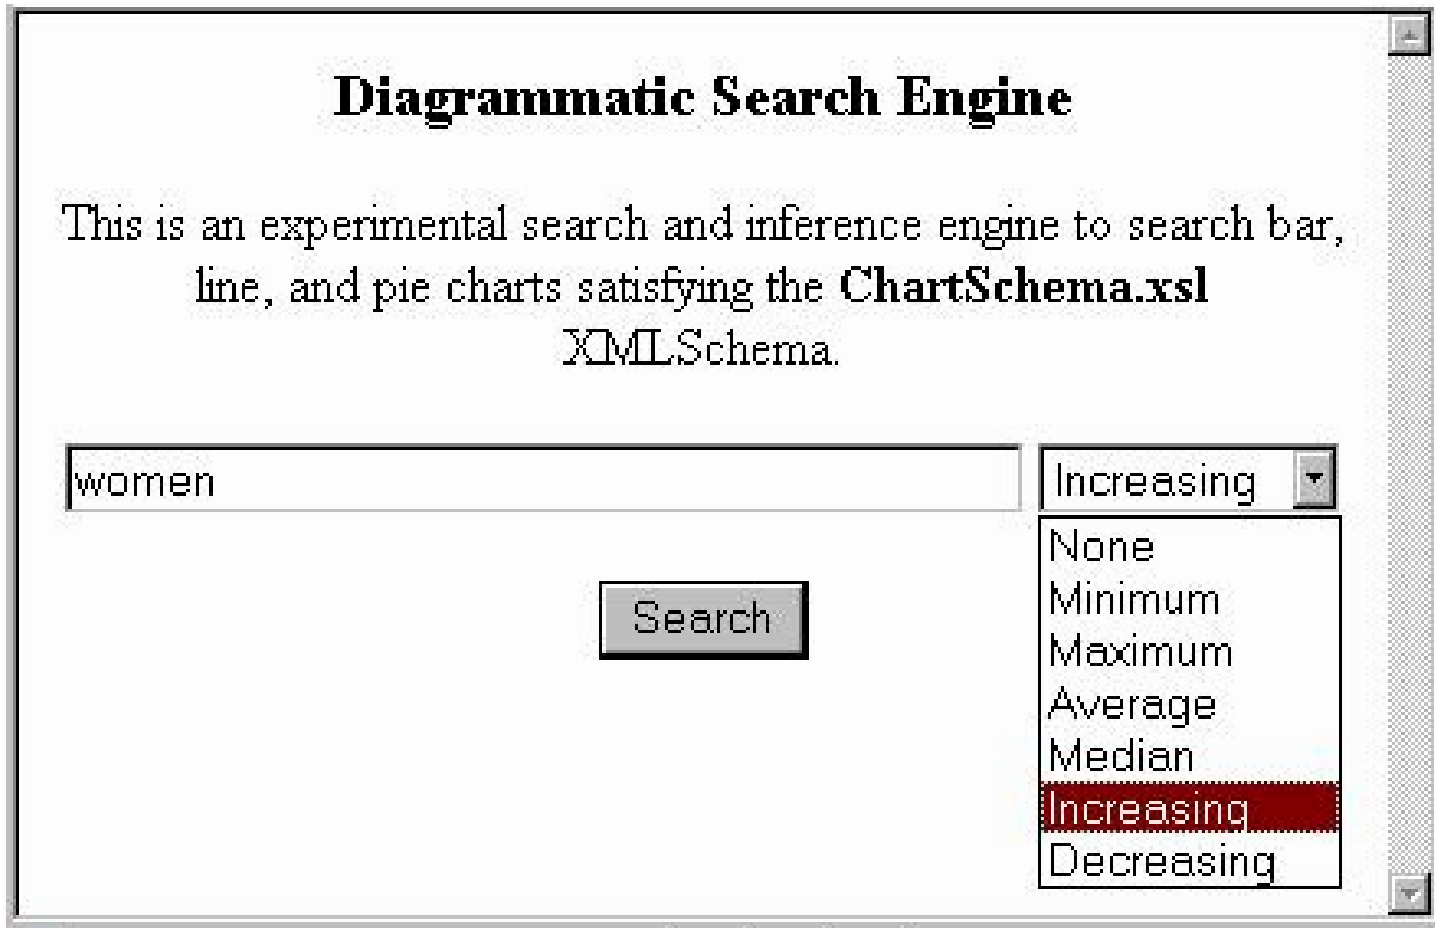 Diagrammatic Search Engine
This is an experimental search and inference engine to search bar,
line, and pie charts satisfying the ChartSchema.xsl
XMLSchema.
women
Increasing
None
Minimum
Maximum
Average
Median
Increasing
Decreasing
Search